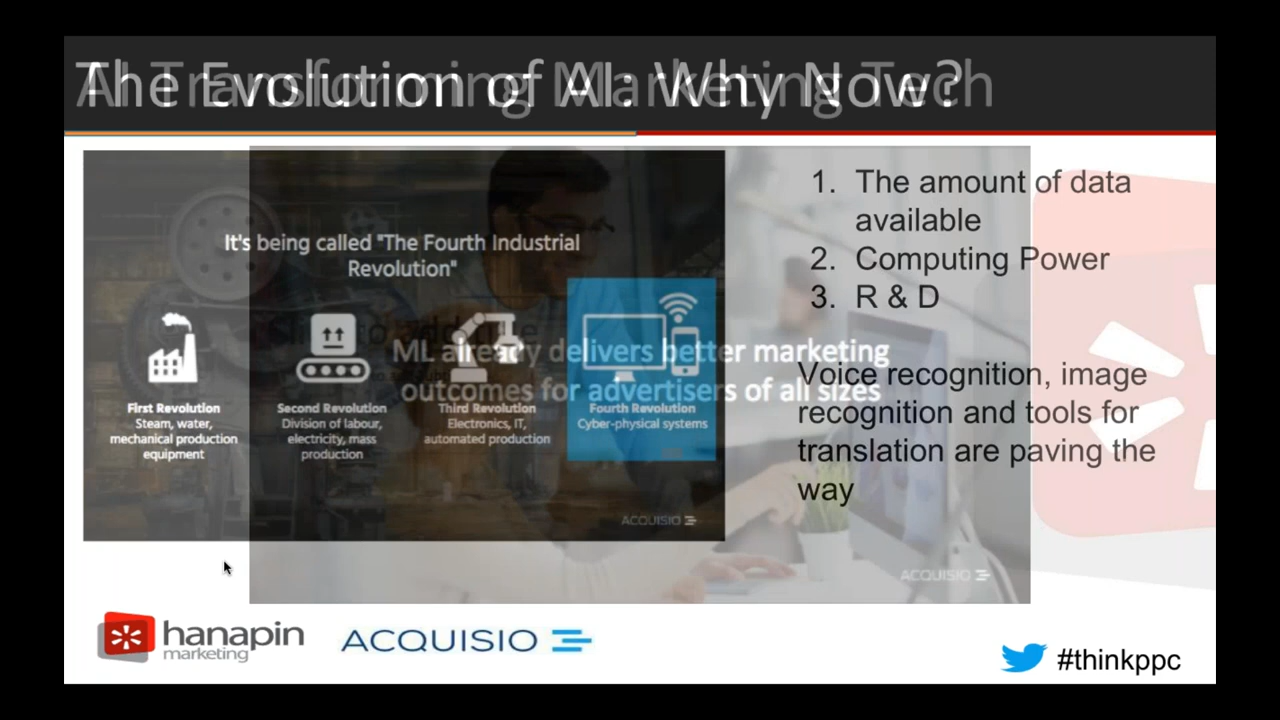 The Evolution of AI: Why Now?
AI Transforming Marketing Tech
It's being called "The Fourth Industrial
Revolution"
First Revolution
Steam, water,
mechanical production
equipment
Second Revolution
Division of labour,
electricity, mass
production
Third Revolution
Electronics, IT,
automated production
Fourth Revolution
Cyber-physical systems
ACQUISIO
ML already delivers better marketing
outcomes for advertisers of all sizes
ACQUISIO
1. The amount of data
available
2. Computing Power
3. R & D
Voice recognition, image
recognition and tools for
translation are paving the
way
hanapin
marketing
ACQUISIO
#thinkppc